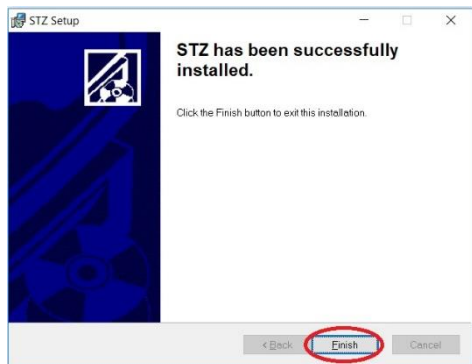 STZ Setup
STZ has been successfully
installed.
Click the Finish button to exit this installation.
< Back
Finish
Cancel